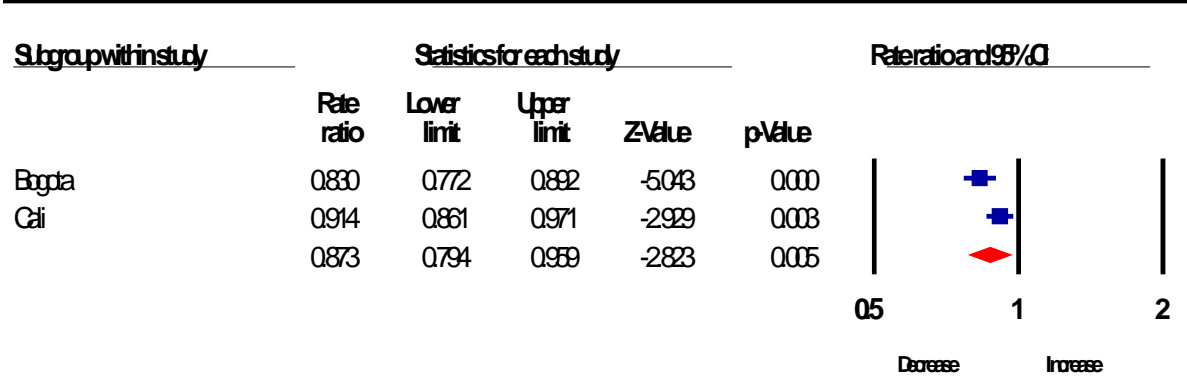 Subgroup within study Statistics for each study Rate ratio and 95% CI
Rate Lower Upper
ratio limit limit Z-Value p-Value
Bogota 0.830 0.772 0.892 -5.043 0.000
Cali 0.914 0.861 0.971 -2.929 0.003
0.873 0.794 0.959 -2.823 0.005
0.5 1 2
Decrease Increase